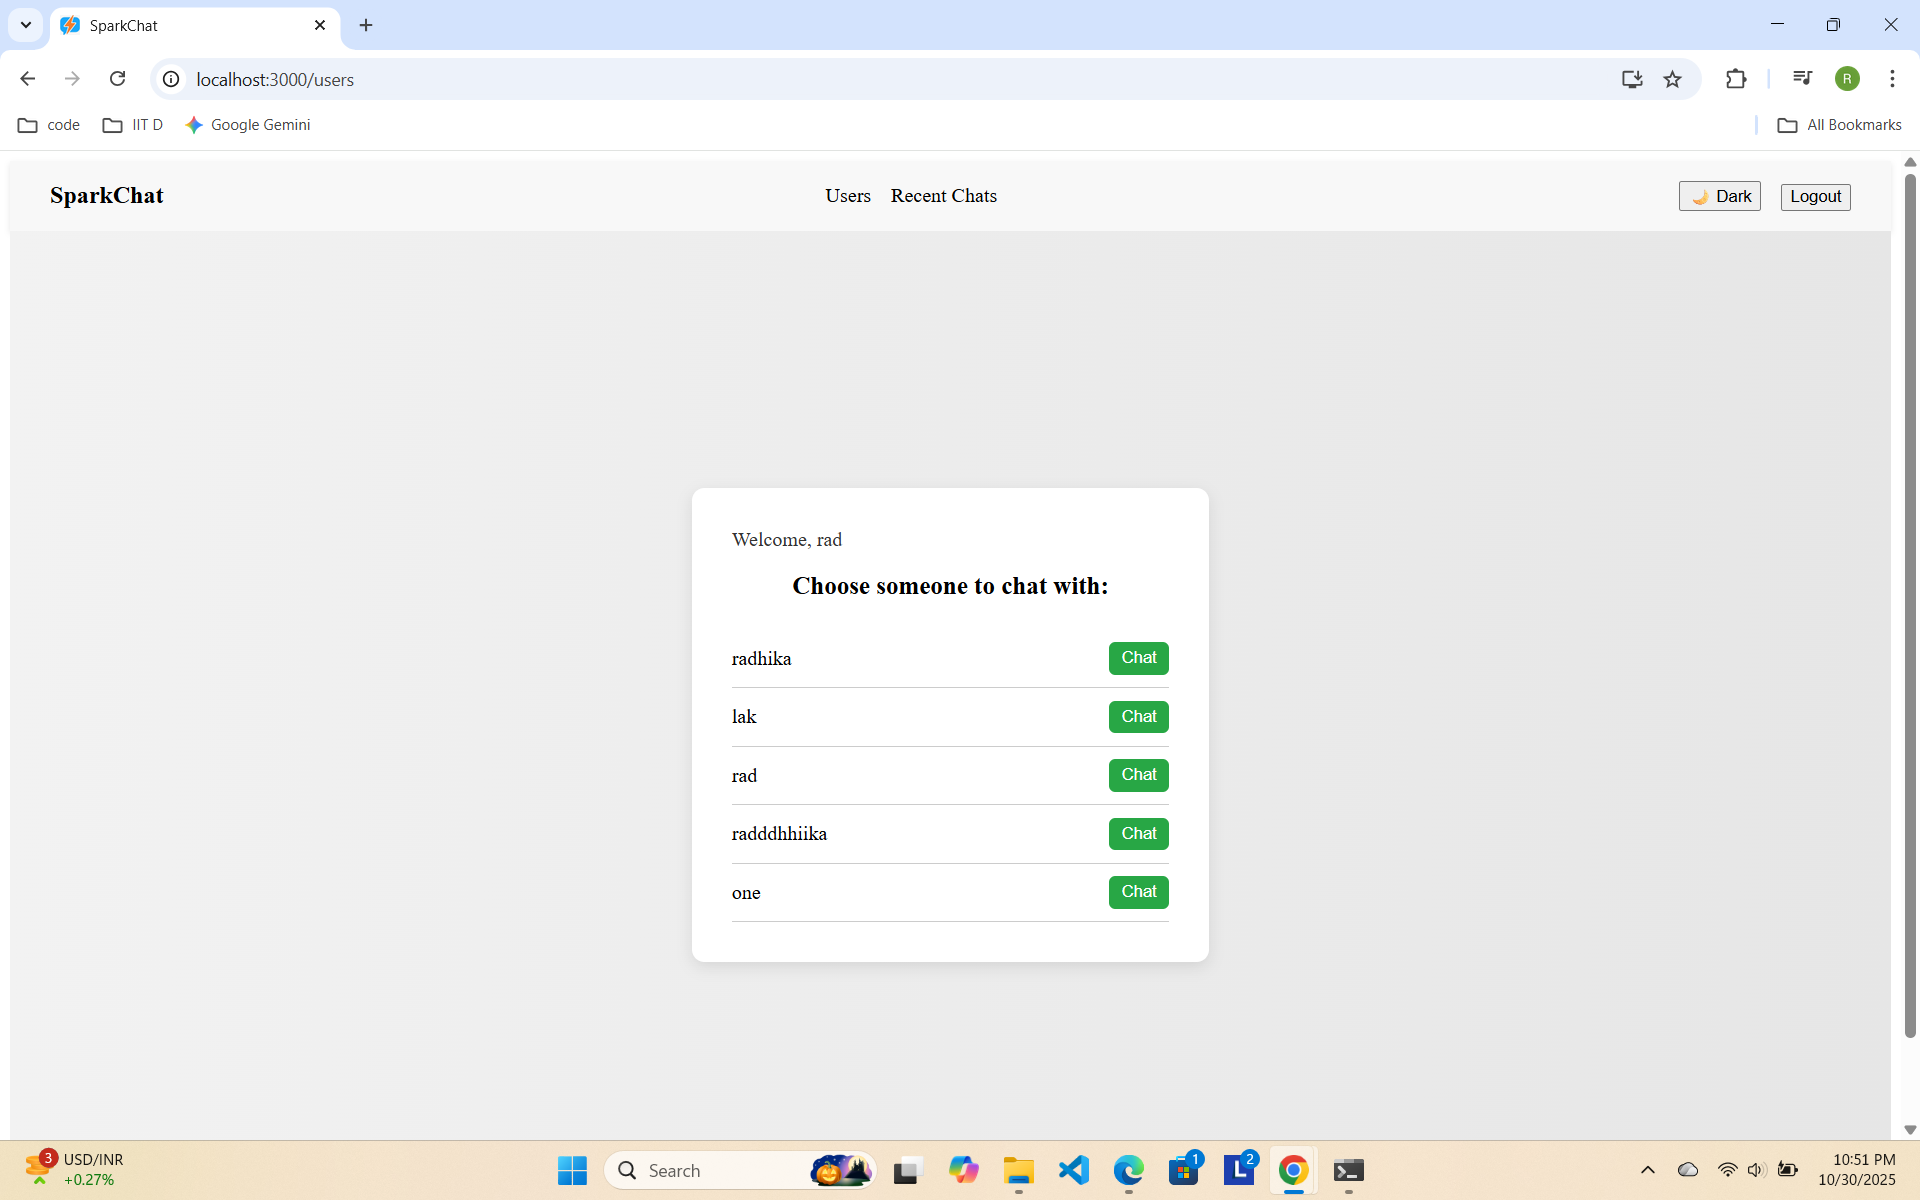 SparkChat
localhost:3000/users
R
code
IIT D
Google Gemini
All Bookmarks
SparkChat
Users
Recent Chats
Dark
Logout
Welcome, rad
Choose someone to chat with:
radhika
Chat
lak
Chat
rad
Chat
radddhhiika
Chat
one
Chat
3
USD/INR
+0.27%
Search
1
L
2
10:51 PM
10/30/2025